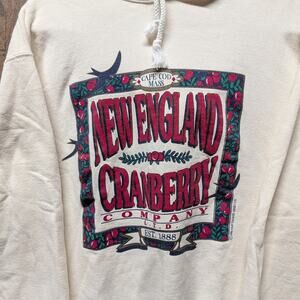 CAPE COD
MASS
NEW ENGLAND
CRANBERRY
COMPANY
LTD.
EST. 1888